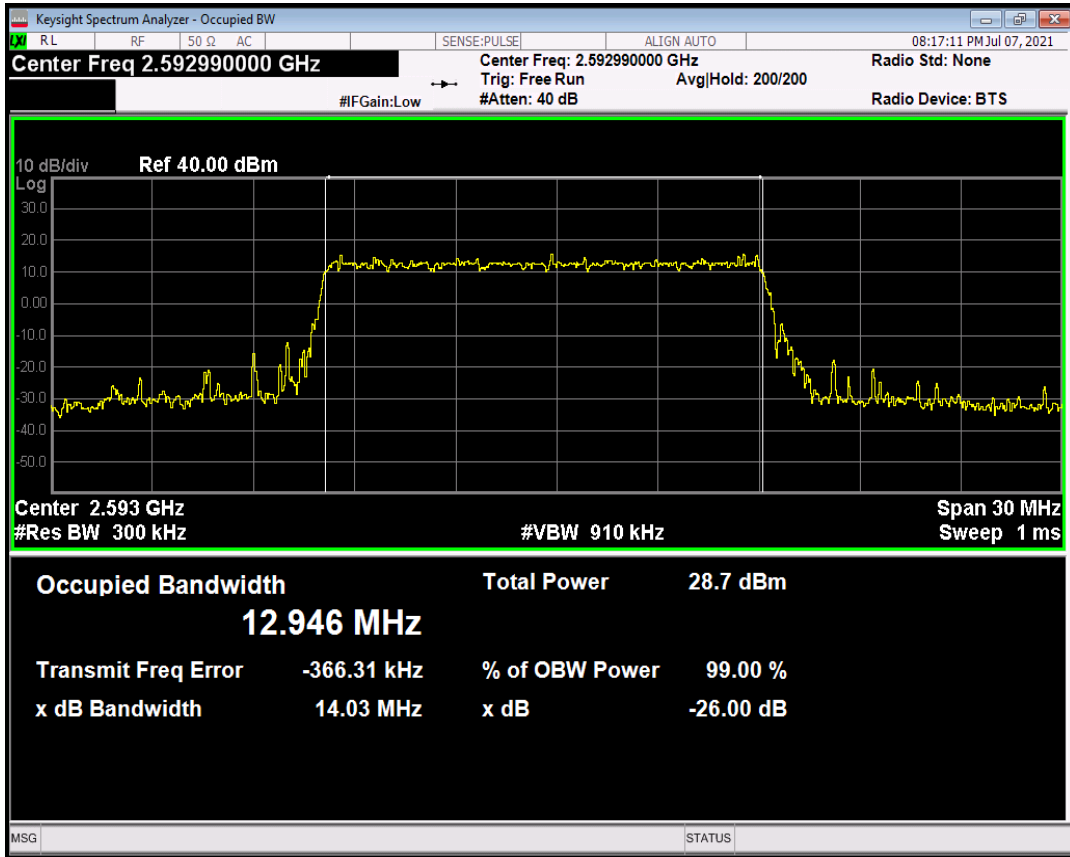 Keysight Spectrum Analyzer - Occupied BW
LXI RL RF 50 Ω AC SENSE:PULSE ALIGN AUTO 08:17:11 PM Jul 07, 2021
Center Freq 2.592990000 GHz
Center Freq: 2.592990000 GHz
Radio Std: None
Trig: Free Run Avg|Hold: 200/200
#IFGain:Low
#Atten: 40 dB
Radio Device: BTS
10 dB/div Ref 40.00 dBm
Log
30.0
20.0
10.0
0.00
-10.0
-20.0
-30.0
-40.0
-50.0
Center 2.593 GHz Span 30 MHz
#Res BW 300 kHz #VBW 910 kHz Sweep 1 ms
Occupied Bandwidth Total Power 28.7 dBm
12.946 MHz
Transmit Freq Error -366.31 kHz % of OBW Power 99.00 %
x dB Bandwidth 14.03 MHz x dB -26.00 dB
MSG STATUS